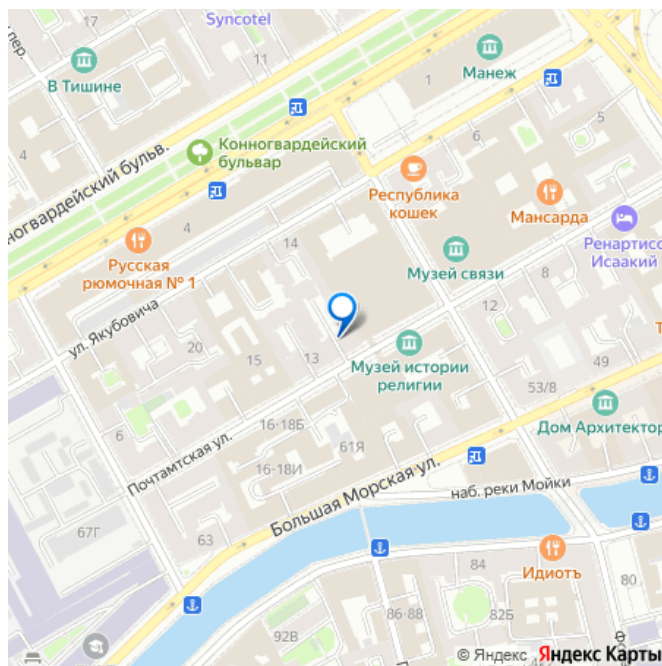 Syncotel
пер.
11
В Тишине
Манеж
1
4
6
5
Конногвардейский
бульвар
нногвардейский бульв.
Республика
кошек
Мансарда
4
Русская
рюмочная № 1
14
Ренартисс
Исаакий
Музей связи
8
12
ул. Якубовича
20
15
13
Музей истории
религии
49
53/8
Дом Архитектор
6
16-18Б
61Я
Почтамтская ул.
16-18И
Большая Морская ул.
наб. реки Мойки
67Г
63
84
Идиотъ
80
86-88
82Б
92В
© Яндекс Яндекс Карты